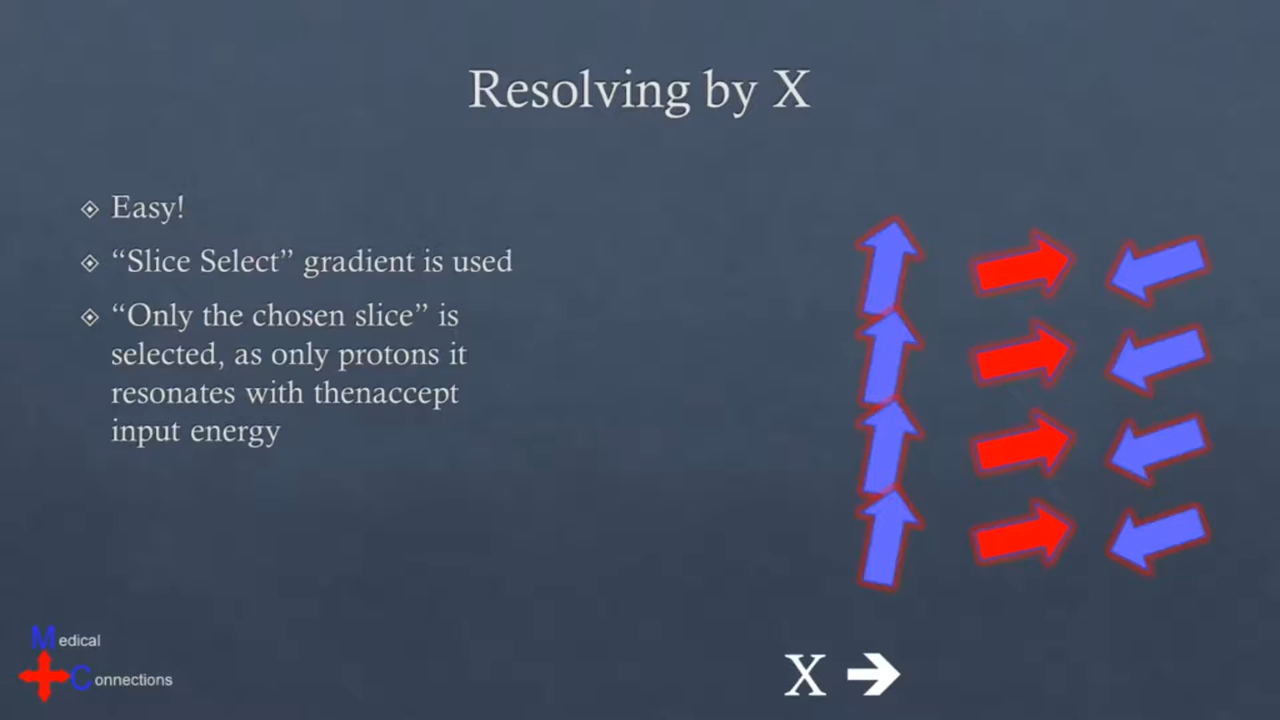 Resolving by X
Easy!
“Slice Select” gradient is used
“Only the chosen slice” is
selected, as only protons it
resonates with thenaccept
input energy
Medical
Connections
X →